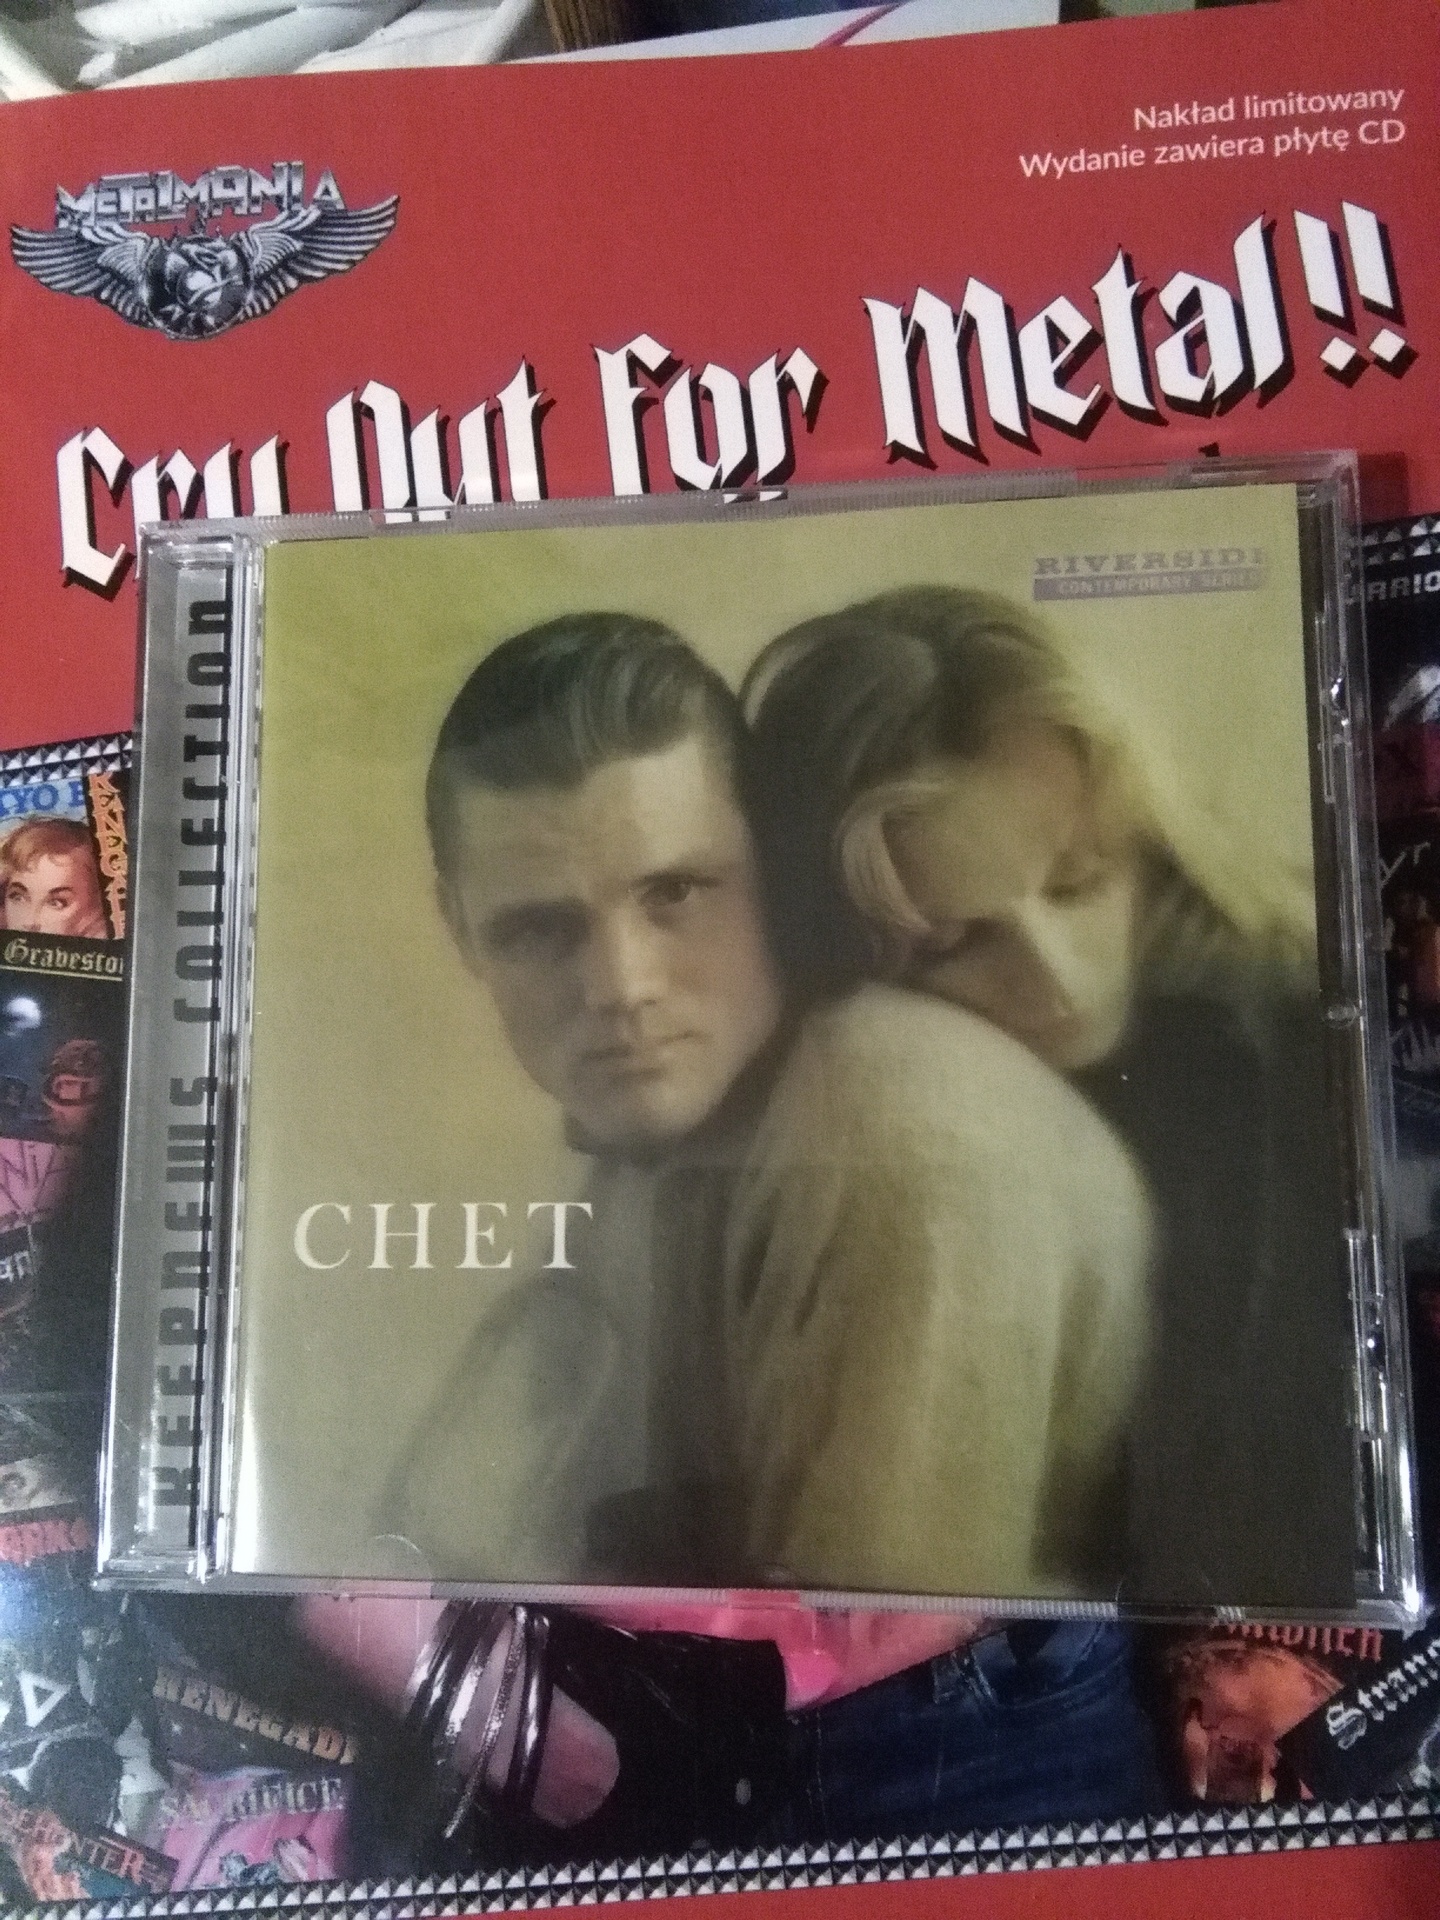 Nakład limitowany
Wydanie zawiera płytę CD
METALMANIA
Cry Out For Metal!!
RIVERSIDE
CONTEMPORARY SERIES
KEEPNEWS COLLECTION
CHET
RENEGADE
SACRIFICE